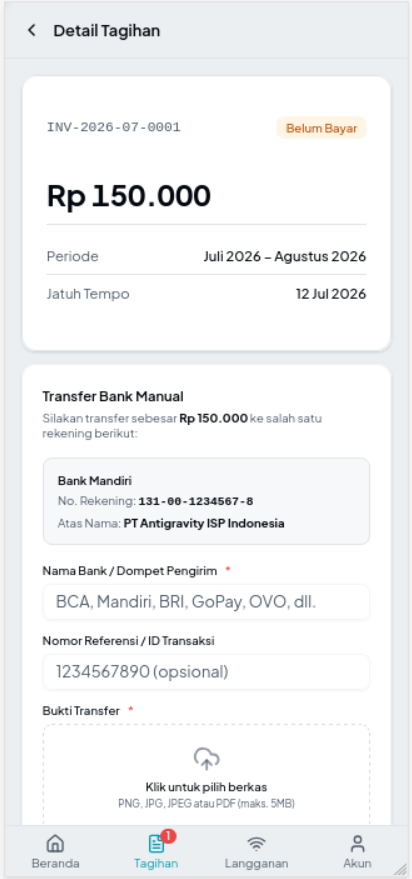 Detail Tagihan
INV-2026-07-0001
Belum Bayar
Rp 150.000
Periode
Juli 2026 – Agustus 2026
Jatuh Tempo
12 Jul 2026
Transfer Bank Manual
Silakan transfer sebesar Rp 150.000 ke salah satu
rekening berikut:
Bank Mandiri
No. Rekening: 131-00-1234567-8
Atas Nama: PT Antigravity ISP Indonesia
Nama Bank / Dompet Pengirim *
BCA, Mandiri, BRI, GoPay, OVO, dll.
Nomor Referensi / ID Transaksi
1234567890 (opsional)
Bukti Transfer *
Klik untuk pilih berkas
PNG, JPG, JPEG atau PDF (maks. 5MB)
1
Beranda
Tagihan
Langganan
Akun